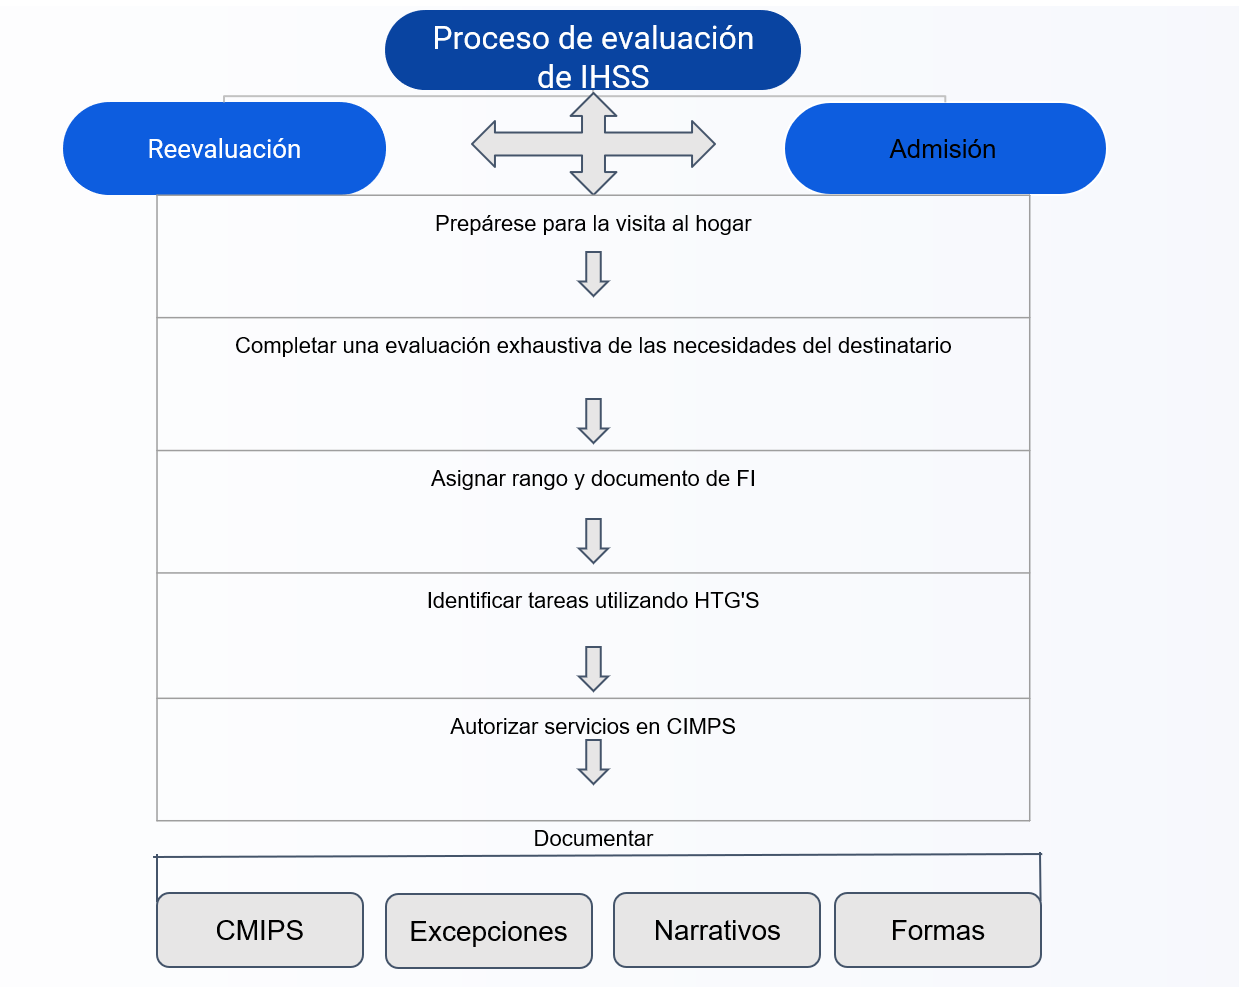 Proceso de evaluación
de IHSS
Reevaluación
Admisión
Prepárese para la visita al hogar
Completar una evaluación exhaustiva de las necesidades del destinatario
Asignar rango y documento de FI
Identificar tareas utilizando HTG'S
Autorizar servicios en CIMPS
Documentar
CMIPS
Excepciones
Narrativos
Formas